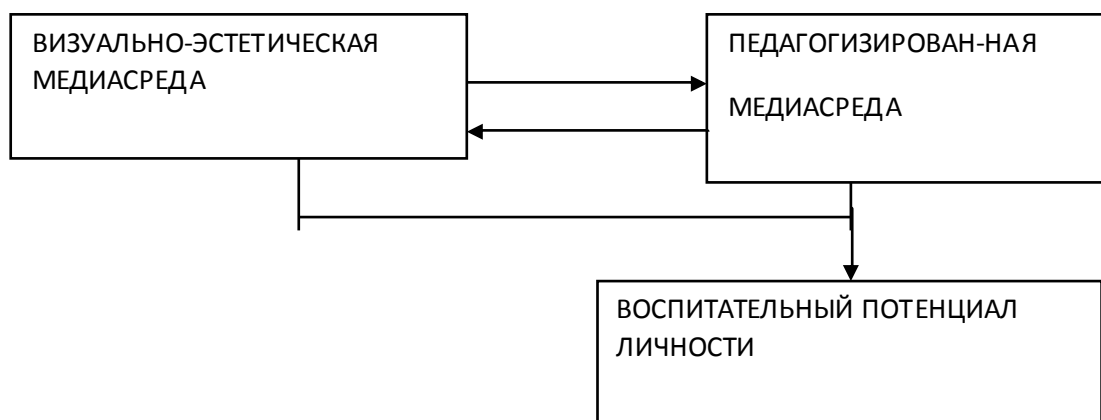 ВИЗУАЛЬНО-ЭСТЕТИЧЕСКАЯ
МЕДИАСРЕДА
ПЕДАГОГИЗИРОВАН-НАЯ
МЕДИАСРЕДА
ВОСПИТАТЕЛЬНЫЙ ПОТЕНЦИАЛ
ЛИЧНОСТИ